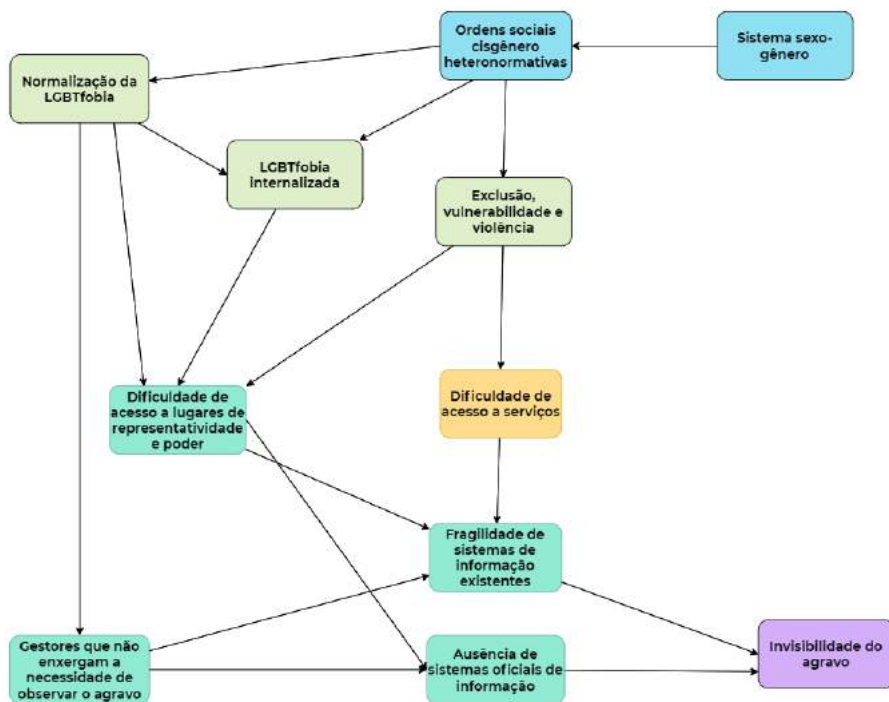 Ordens sociais
cisgênero
heteronormativas
Sistema sexo-
gênero
Normalização da
LGBTfobia
LGBTfobia
internalizada
Exclusão,
vulnerabilidade e
violência
Dificuldade de
acesso a lugares de
representatividade
e poder
Dificuldade de
acesso a serviços
Fragilidade de
sistemas de
informação
existentes
Gestores que não
enxergam a
necessidade de
observar o agravo
Ausência de
sistemas oficiais de
informação
Invisibilidade do
agravo